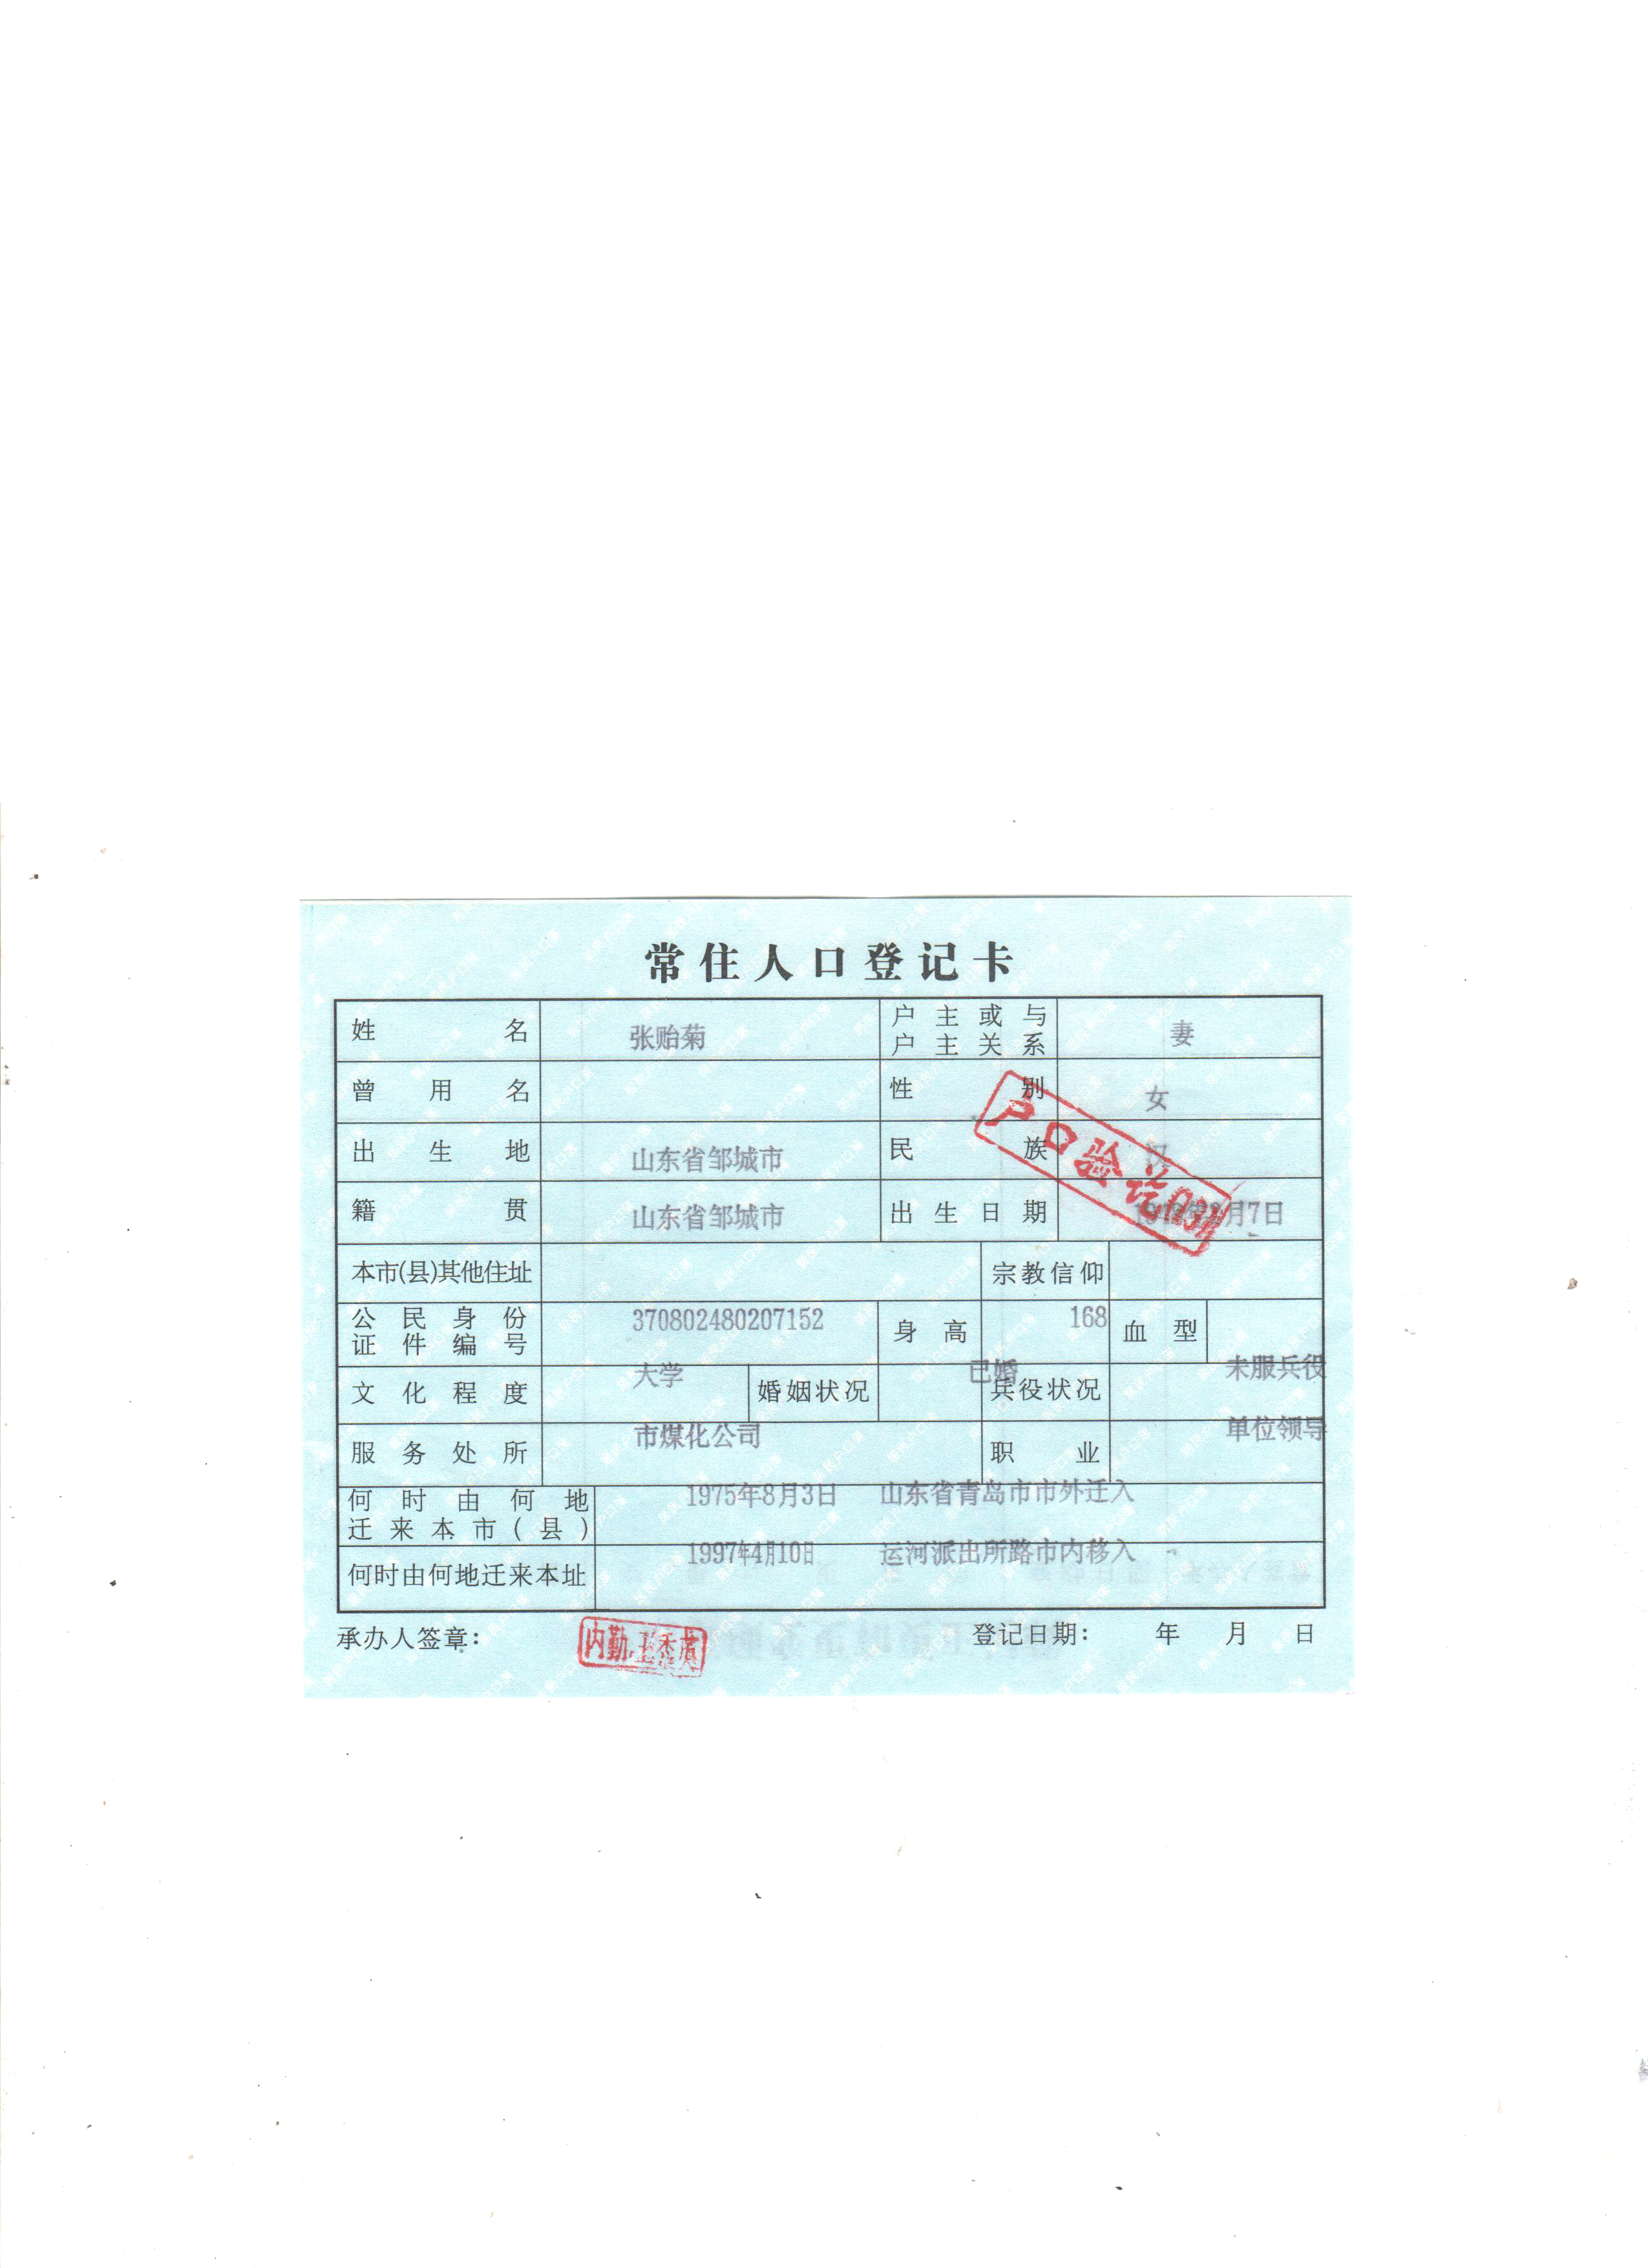 常住人口登记卡
姓名 张贻菊 户主或与户主关系 妻
曾用名 性别 女
出生地 山东省邹城市 民族 汉
籍贯 山东省邹城市 出生日期 月7日
户口验讫
本市(县)其他住址 宗教信仰
公民身份证件编号 370802480207152 身高 168 血型
文化程度 大学 婚姻状况 已婚 兵役状况 未服兵役
服务处所 市煤化公司 职业 单位领导
何时由何地迁来本市(县) 1975年8月3日 山东省青岛市市外迁入
何时由何地迁来本址 1997年4月10日 运河派出所路市内移入
承办人签章: 内勤 登记日期: 年 月 日